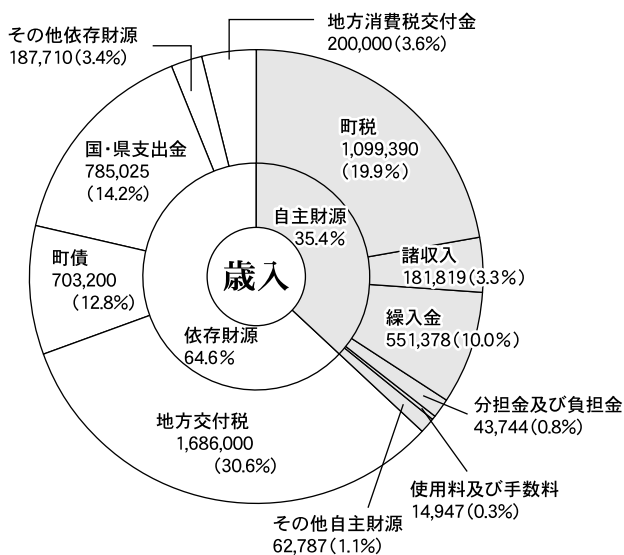 その他依存財源
187,710(3.4%)
地方消費税交付金
200,000(3.6%)
町税
1,099,390
(19.9%)
国・県支出金
785,025
(14.2%)
自主財源
35.4%
諸収入
181,819(3.3%)
町債
703,200
(12.8%)
歳入
繰入金
551,378(10.0%)
依存財源
64.6%
分担金及び負担金
43,744(0.8%)
地方交付税
1,686,000
(30.6%)
使用料及び手数料
14,947(0.3%)
その他自主財源
62,787(1.1%)